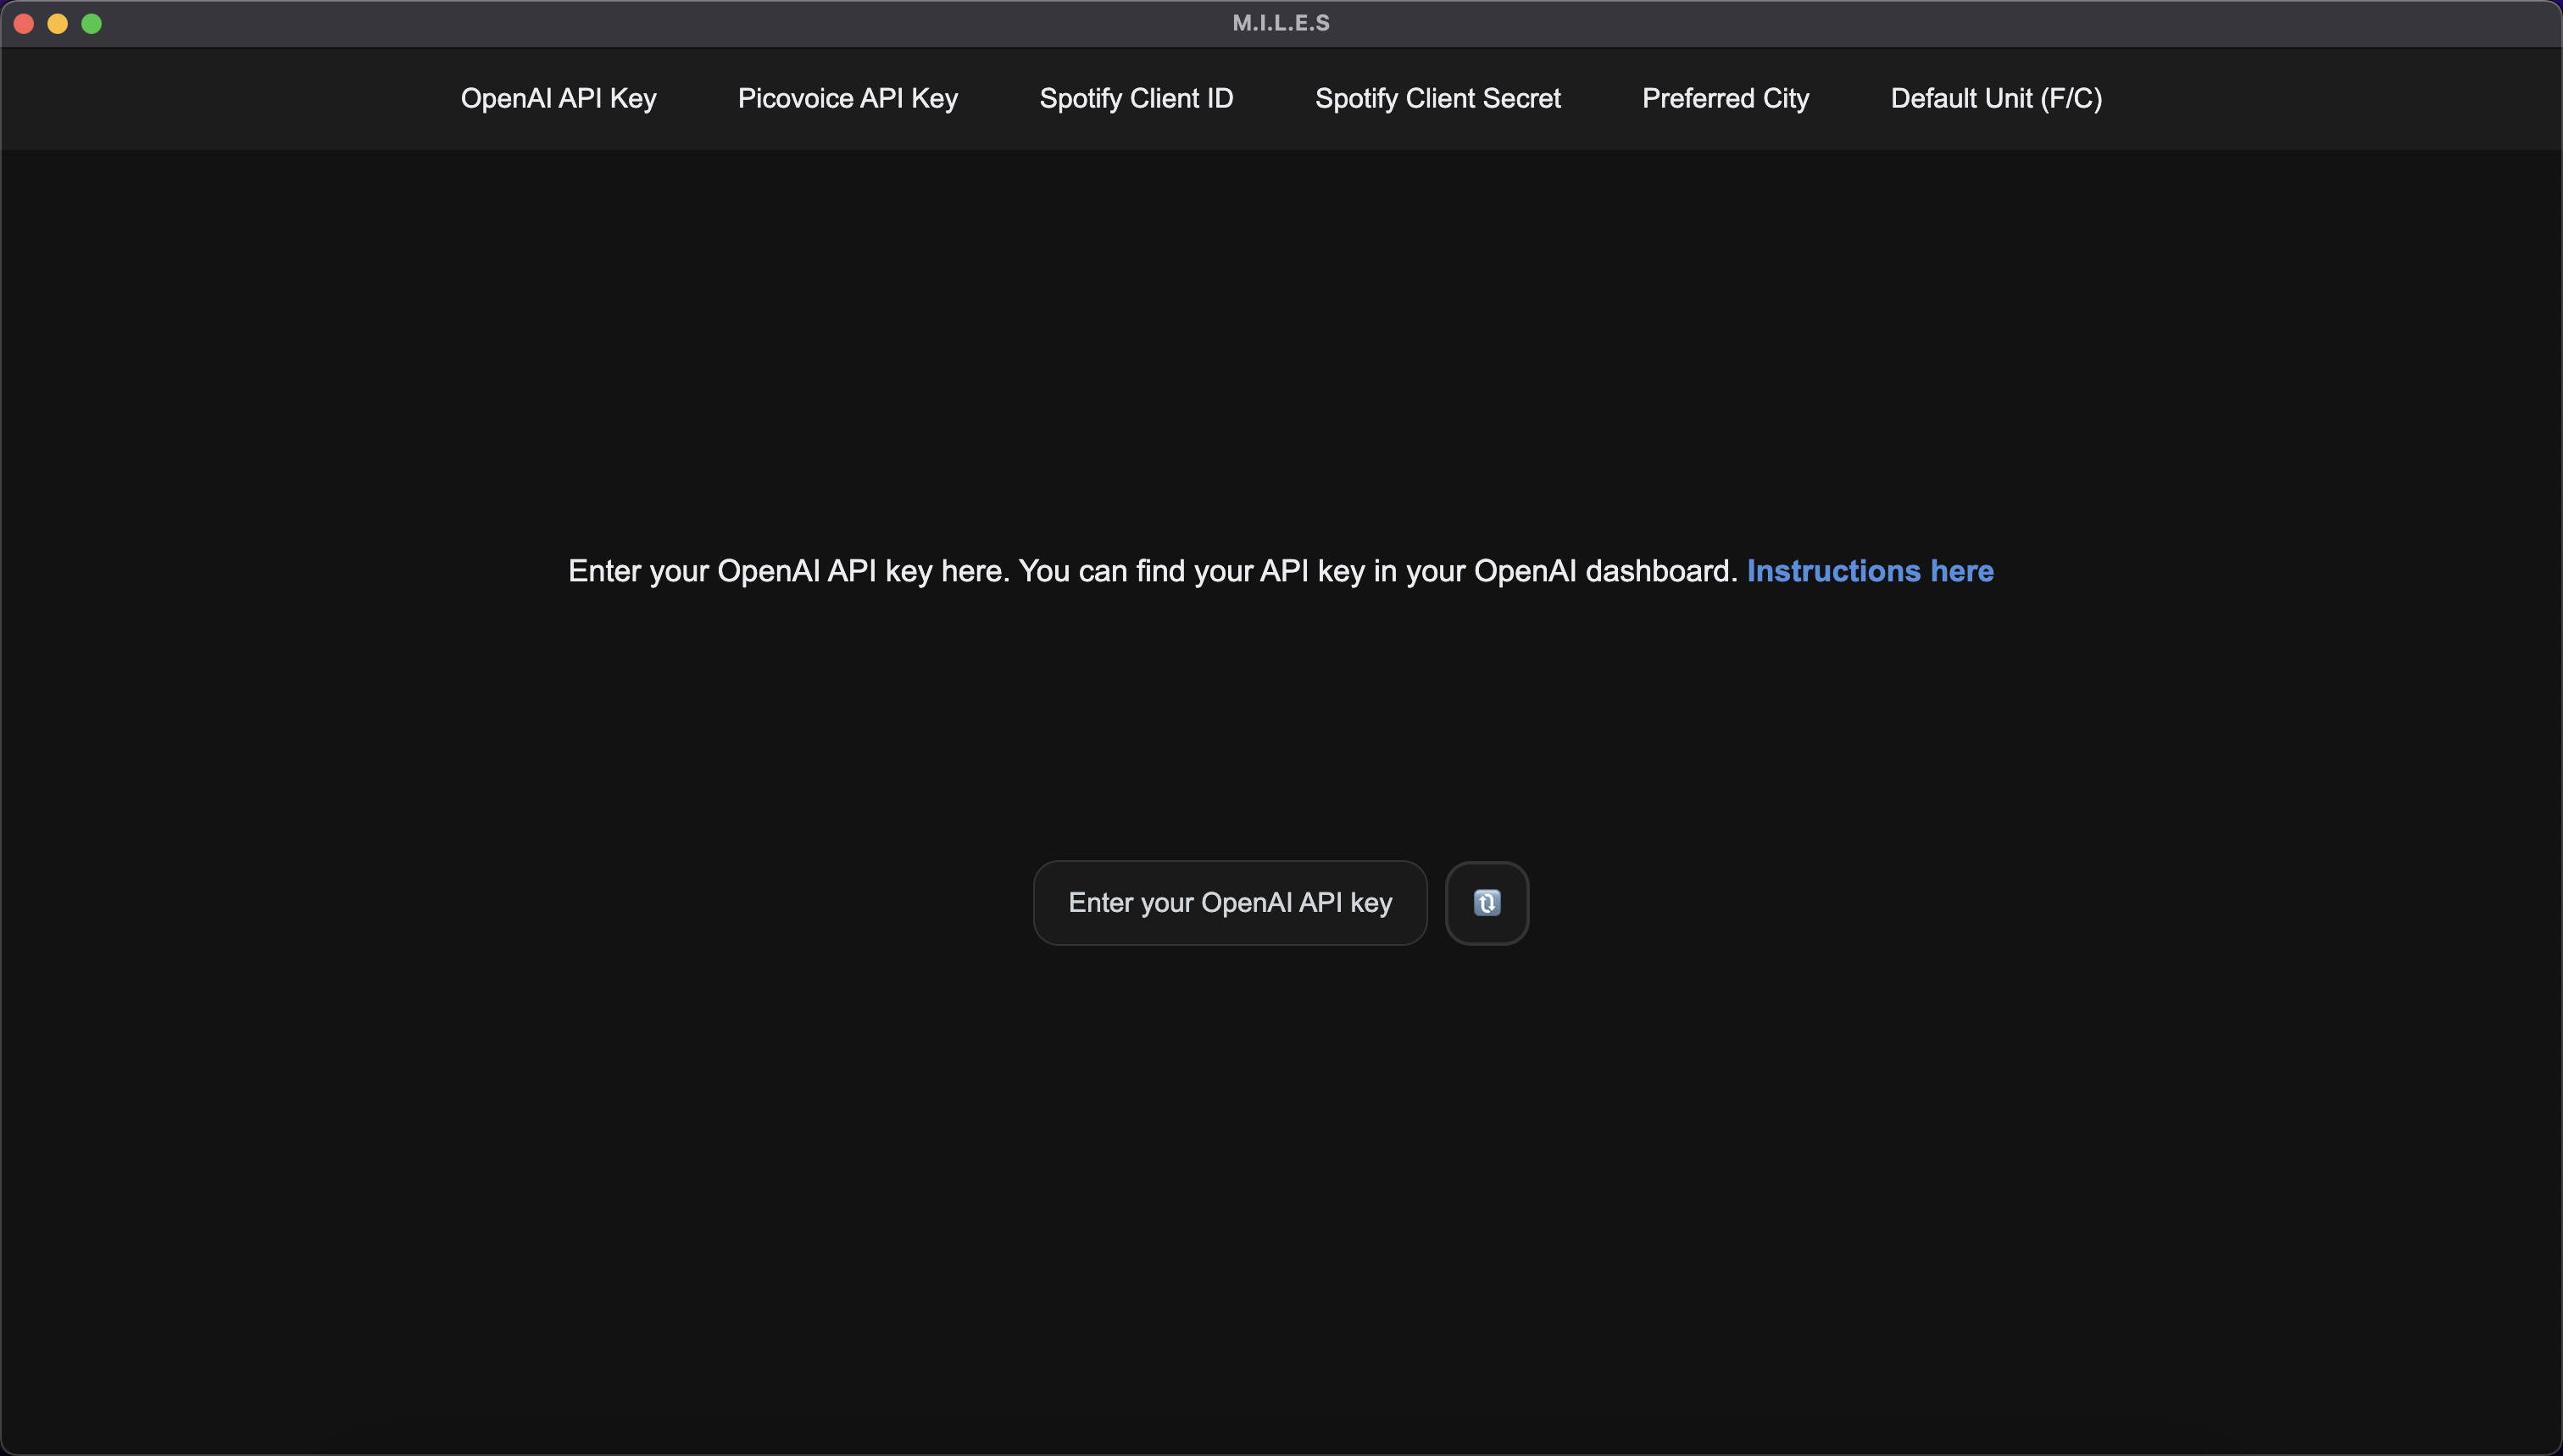 M.I.L.E.S
OpenAI API Key Picovoice API Key Spotify Client ID Spotify Client Secret Preferred City Default Unit (F/C)
Enter your OpenAI API key here. You can find your API key in your OpenAI dashboard. Instructions here
Enter your OpenAI API key 🔃